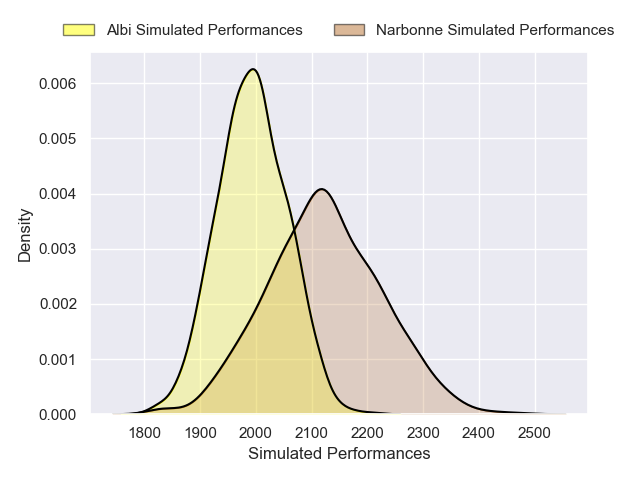 Albi Simulated Performances Narbonne Simulated Performances
0.006
0.005
0.004
0.003
0.002
0.001
0.000
Density
1800 1900 2000 2100 2200 2300 2400 2500
Simulated Performances